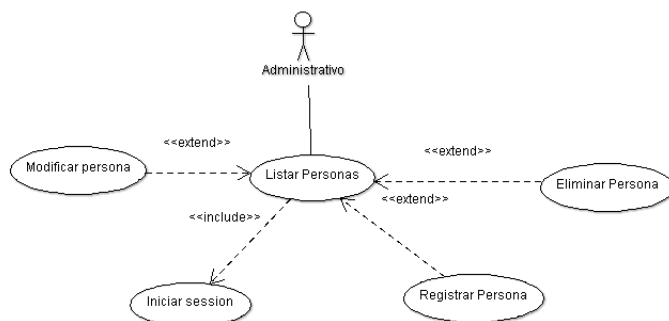 Administrativo
<<extend>>
<<extend>>
Modificar persona
Listar Personas
Eliminar Persona
<<extend>>
<<include>>
Iniciar session
Registrar Persona